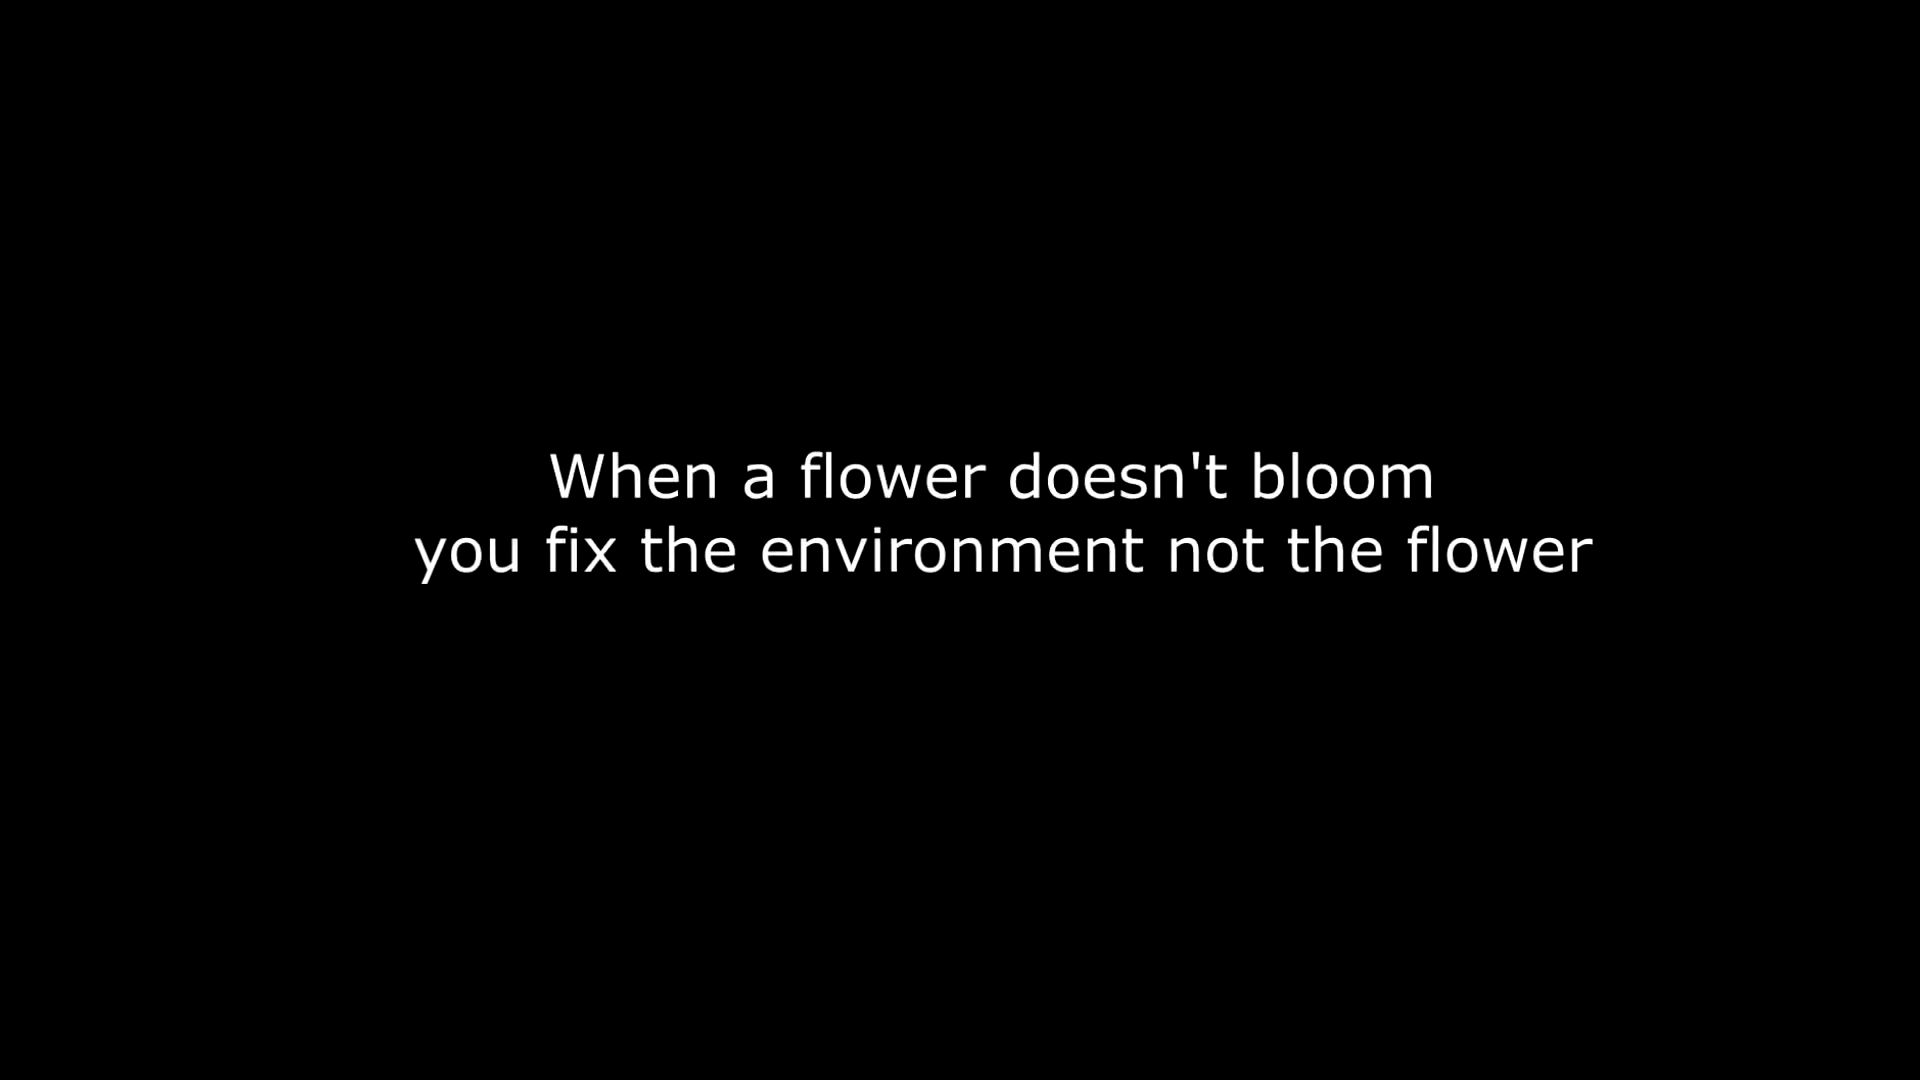 When a flower doesn't bloom
you fix the environment not the flower